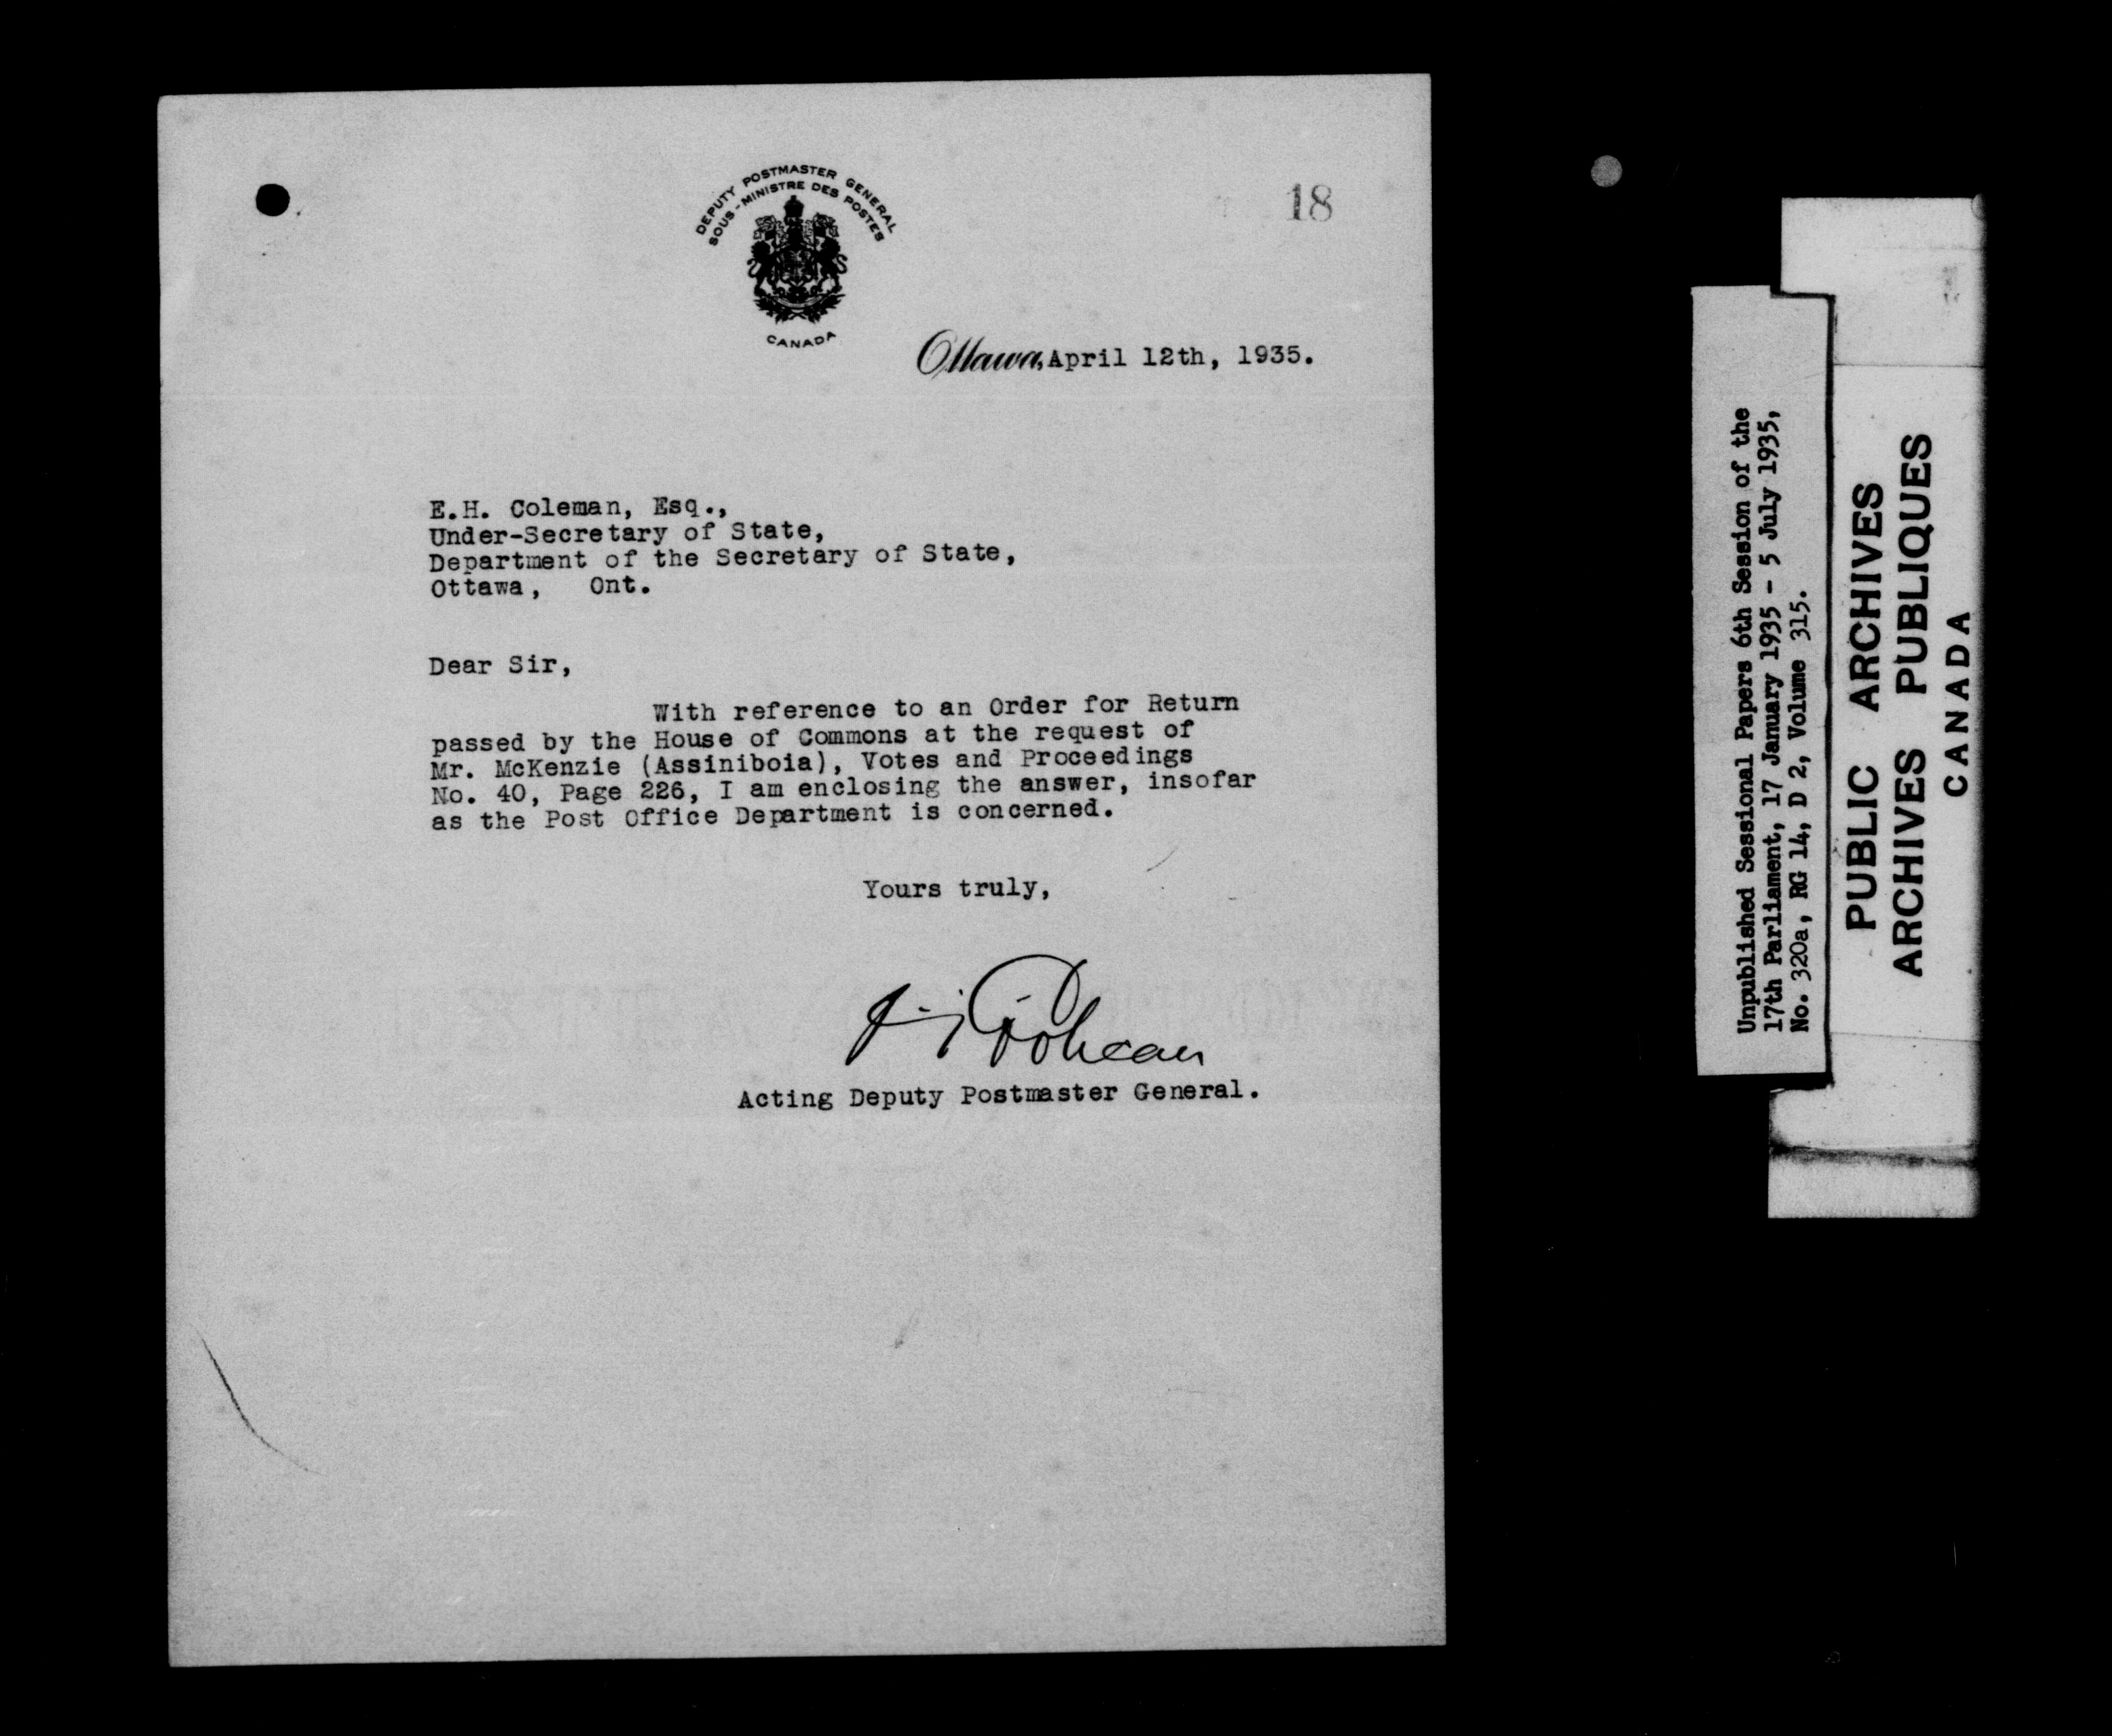 DEPUTY POSTMASTER GENERAL
SOUS-MINISTRE DES POSTES
CANADA
18
Ottawa, April 12th, 1935.
E.H. Coleman, Esq.,
Under-Secretary of State,
Department of the Secretary of State,
Ottawa, Ont.
Dear Sir,
With reference to an Order for Return
passed by the House of Commons at the request of
Mr. McKenzie (Assiniboia), Votes and Proceedings
No. 40, Page 226, I am enclosing the answer, insofar
as the Post Office Department is concerned.
Yours truly,
Acting Deputy Postmaster General.
Unpublished Sessional Papers 6th Session of the
17th Parliament, 17 January 1935 - 5 July 1935,
No. 320a, RG 14, D 2, Volume 315.
PUBLIC ARCHIVES
ARCHIVES PUBLIQUES
CANADA